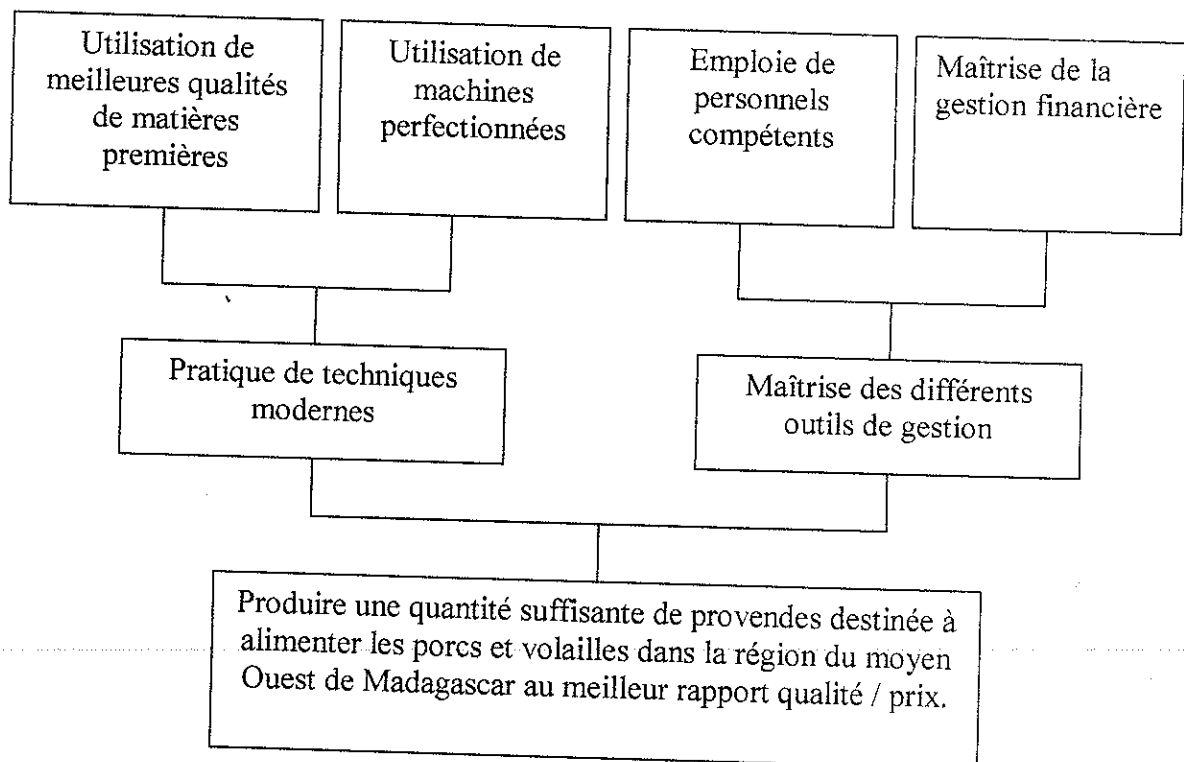 Utilisation de
meilleures qualités
de matières
premières
Utilisation de
machines
perfectionnées
Emploie de
personnels
compétents
Maîtrise de la
gestion financière
Pratique de techniques
modernes
Maîtrise des différents
outils de gestion
Produire une quantité suffisante de provendes destinée à
alimenter les porcs et volailles dans la région du moyen
Ouest de Madagascar au meilleur rapport qualité / prix.